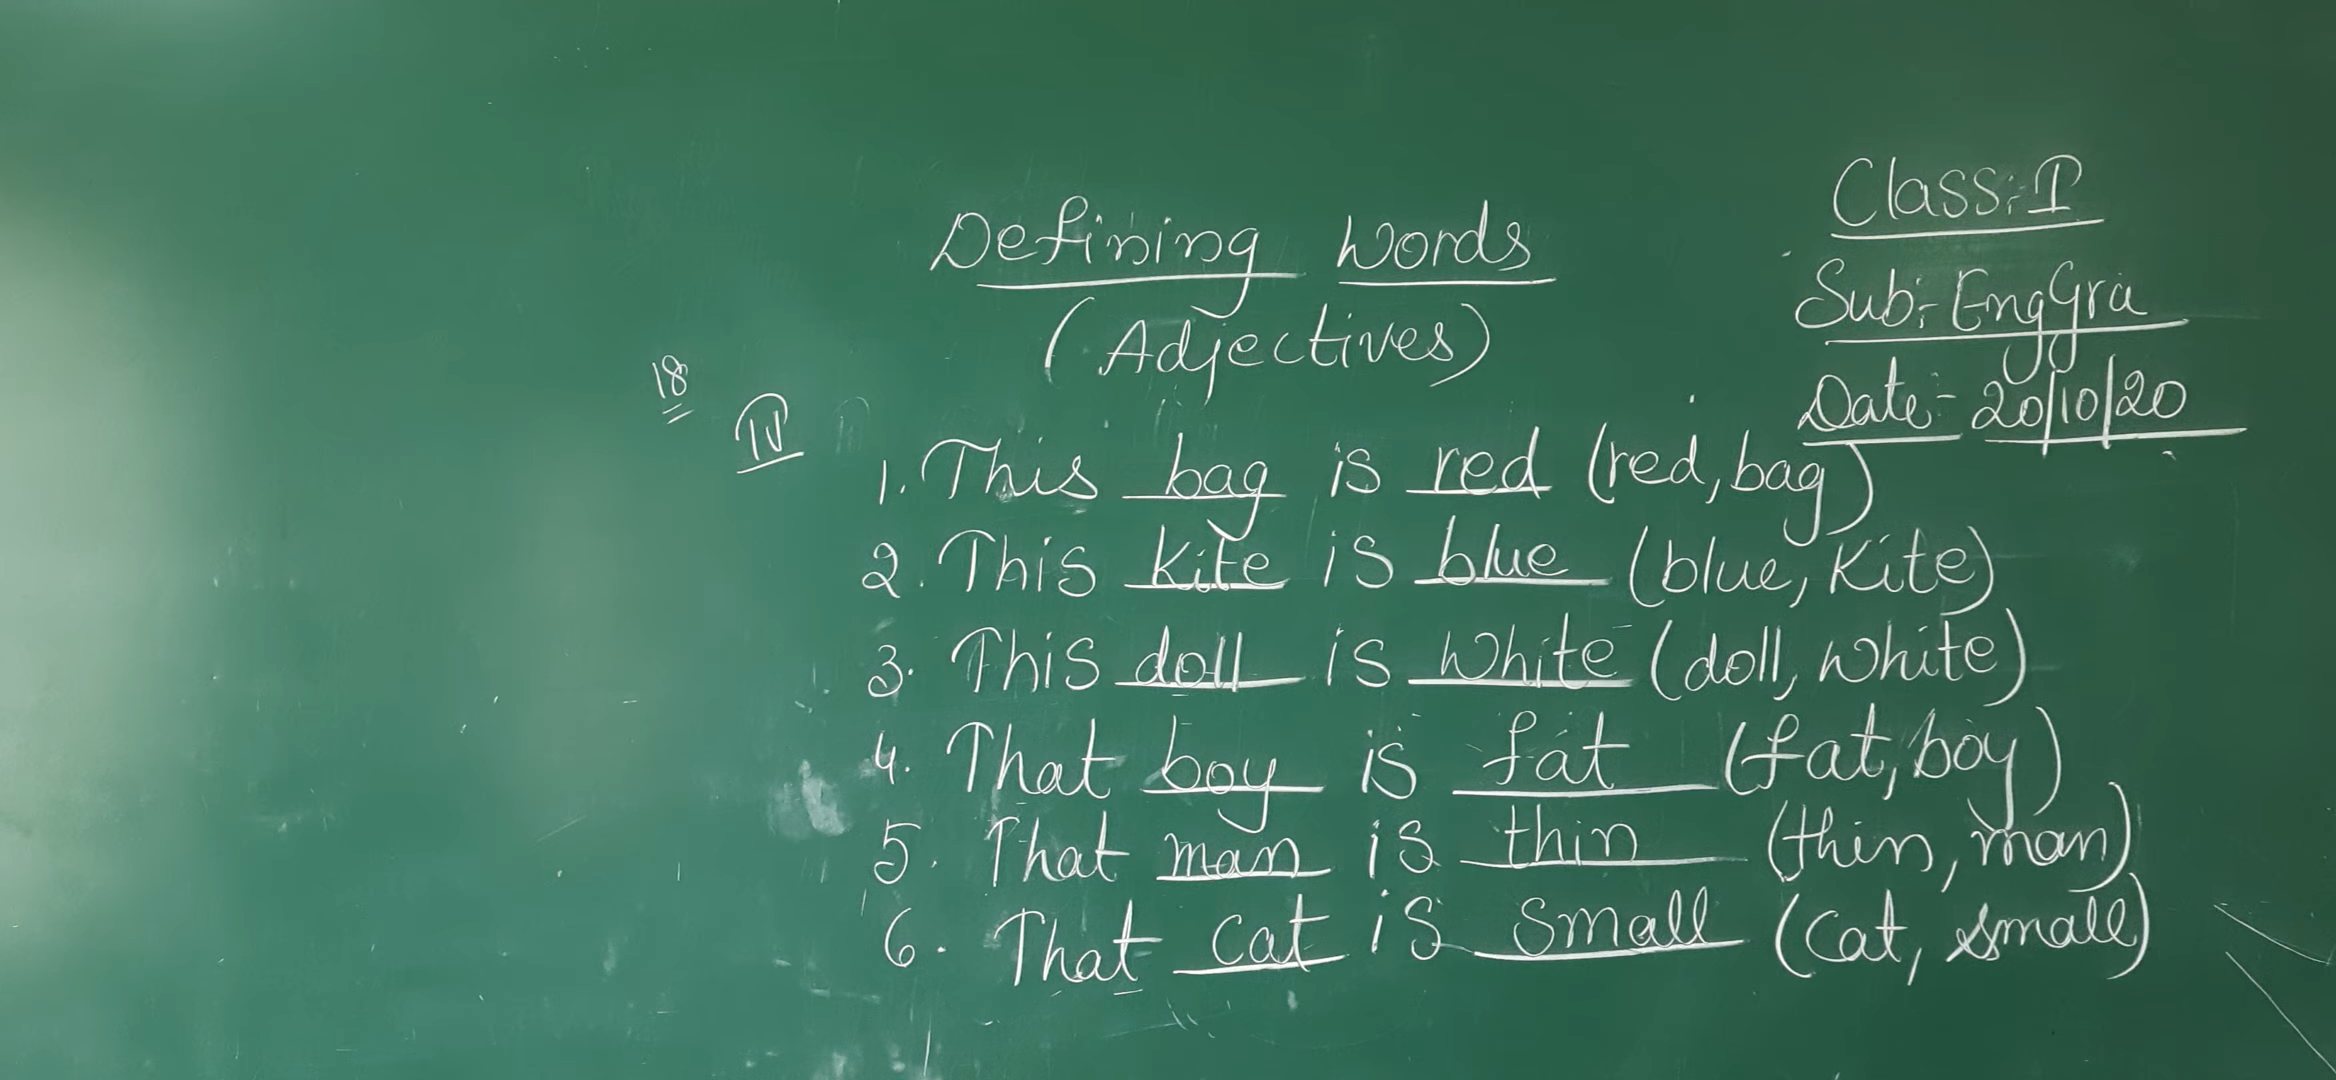 Class:- I
Defining Words
Sub:- Eng Gra
(Adjectives)
Date- 20/10/20
18
IV
1. This bag is red (red, bag)
2. This kite is blue (blue, kite)
3. This doll is white (doll, white)
4. That boy is fat (fat, boy)
5. That man is thin (thin, man)
6. That cat is small (cat, small)